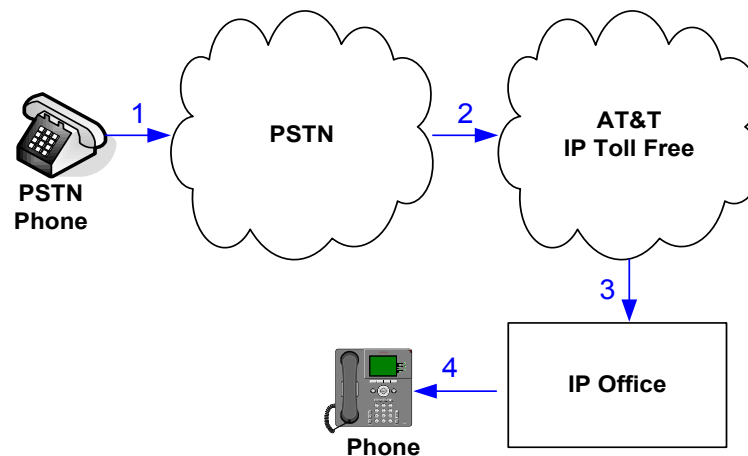 1
PSTN
2
AT&T
IP Toll Free
PSTN
Phone
3
IP Office
4
Phone